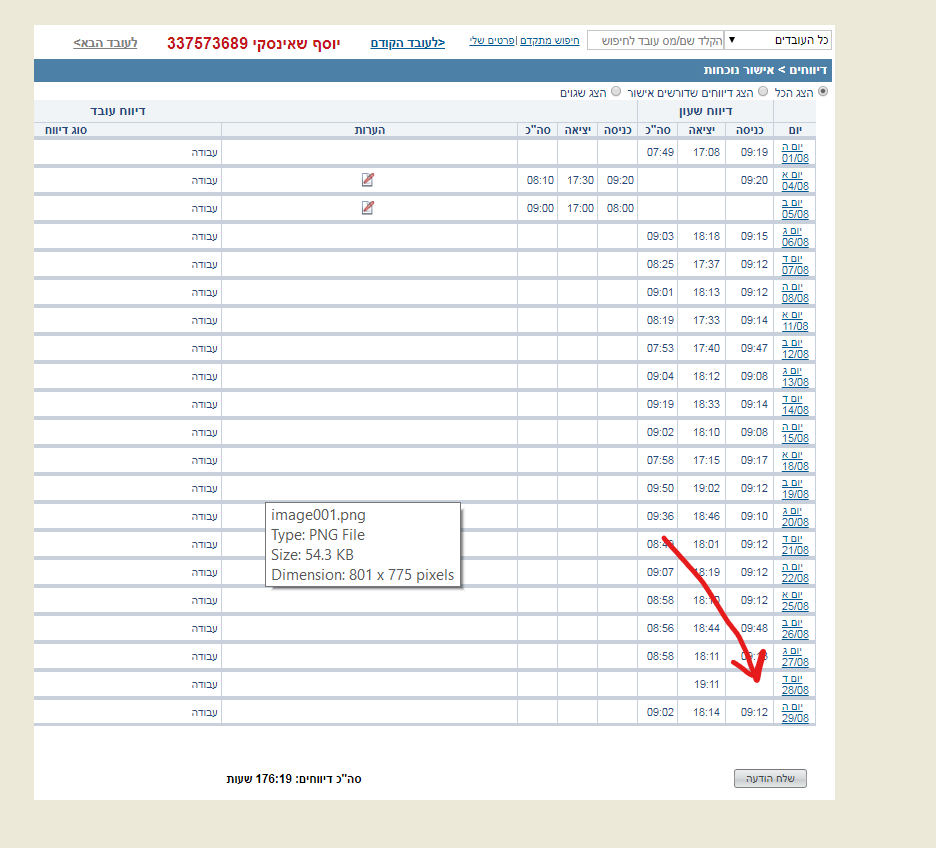 כל העובדים הקלד שם/מס עובד לחיפוש חיפוש מתקדם |פרטים שלי <לעובד הקודם יוסף שאינסקי 337573689 לעובד הבא>
דיווחים > אישור נוכחות
הצג הכל הצג דיווחים שדורשים אישור הצג שגוים
דיווח שעון דיווח עובד
יום כניסה יציאה סה"כ כניסה יציאה סה"כ הערות סוג דיווח
יום ה 01/08 09:19 17:08 07:49 עבודה
יום א 04/08 09:20 09:20 17:30 08:10 עבודה
יום ב 05/08 08:00 17:00 09:00 עבודה
יום ג 06/08 09:15 18:18 09:03 עבודה
יום ד 07/08 09:12 17:37 08:25 עבודה
יום ה 08/08 09:12 18:13 09:01 עבודה
יום א 11/08 09:14 17:33 08:19 עבודה
יום ב 12/08 09:47 17:40 07:53 עבודה
יום ג 13/08 09:08 18:12 09:04 עבודה
יום ד 14/08 09:14 18:33 09:19 עבודה
יום ה 15/08 09:08 18:10 09:02 עבודה
יום א 18/08 09:17 17:15 07:58 עבודה
יום ב 19/08 09:12 19:02 09:50 עבודה
יום ג 20/08 09:10 18:46 09:36 עבודה
יום ד 21/08 09:12 18:01 עבודה
יום ה 22/08 09:12 18:19 09:07 עבודה
יום א 25/08 09:12 18:10 08:58 עבודה
יום ב 26/08 09:48 18:44 08:56 עבודה
יום ג 27/08 18:11 08:58 עבודה
יום ד 28/08 19:11 עבודה
יום ה 29/08 09:12 18:14 09:02 עבודה
image001.png
Type: PNG File
Size: 54.3 KB
Dimension: 801 x 775 pixels
סה"כ דיווחים: 176:19 שעות
שלח הודעה